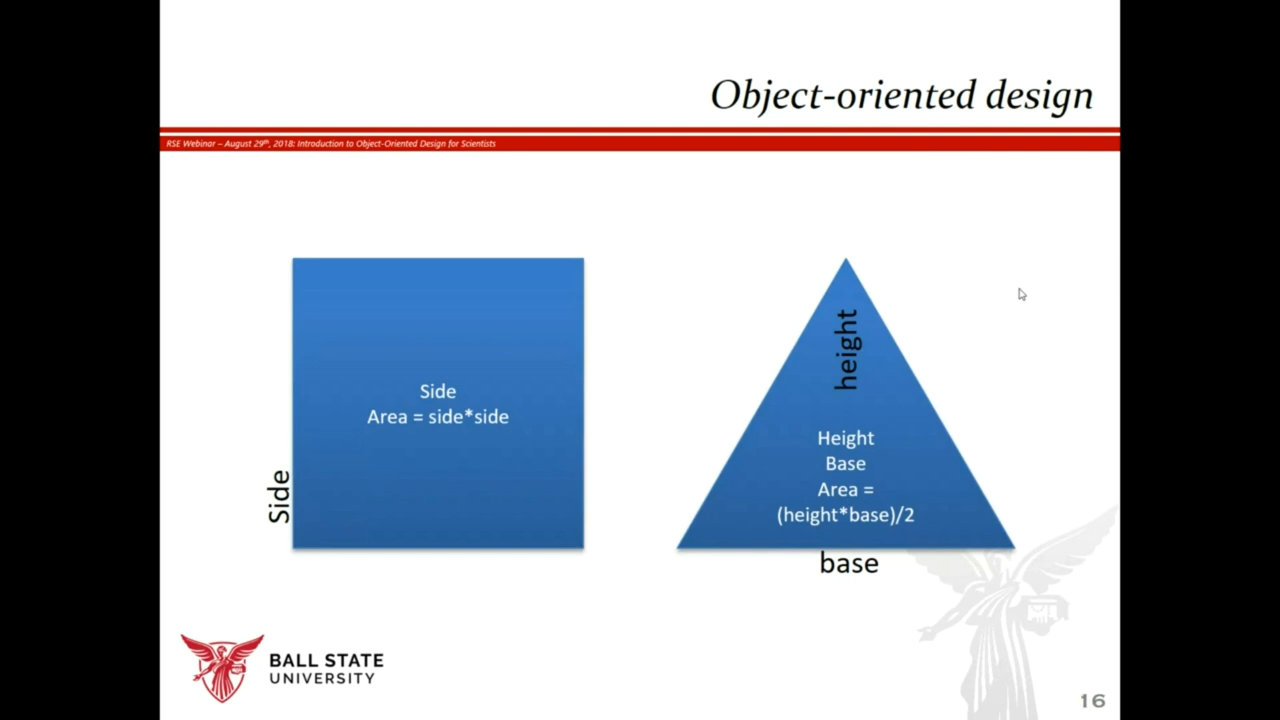 Object-oriented design
RSE Webinar – August 29th, 2018: Introduction to Object-Oriented Design for Scientists
Side
Area = side*side
Side
height
Height
Base
Area =
(height*base)/2
base
BALL STATE
UNIVERSITY
16